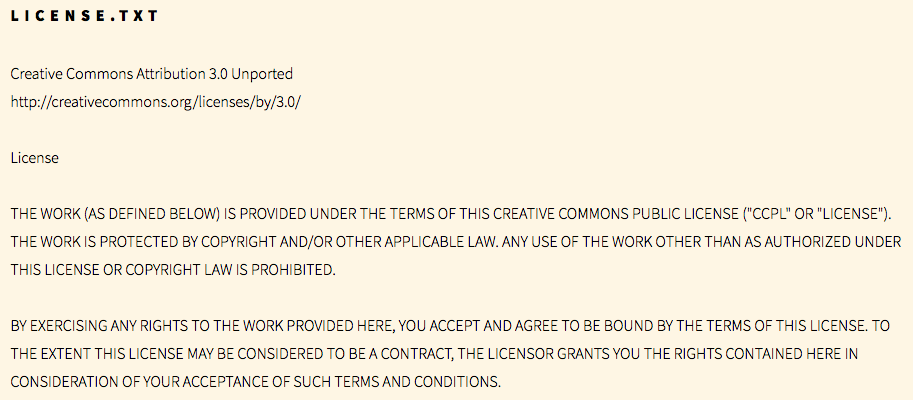 LICENSE.TXT
Creative Commons Attribution 3.0 Unported
http://creativecommons.org/licenses/by/3.0/
License
THE WORK (AS DEFINED BELOW) IS PROVIDED UNDER THE TERMS OF THIS CREATIVE COMMONS PUBLIC LICENSE ("CCPL" OR "LICENSE").
THE WORK IS PROTECTED BY COPYRIGHT AND/OR OTHER APPLICABLE LAW. ANY USE OF THE WORK OTHER THAN AS AUTHORIZED UNDER
THIS LICENSE OR COPYRIGHT LAW IS PROHIBITED.
BY EXERCISING ANY RIGHTS TO THE WORK PROVIDED HERE, YOU ACCEPT AND AGREE TO BE BOUND BY THE TERMS OF THIS LICENSE. TO
THE EXTENT THIS LICENSE MAY BE CONSIDERED TO BE A CONTRACT, THE LICENSOR GRANTS YOU THE RIGHTS CONTAINED HERE IN
CONSIDERATION OF YOUR ACCEPTANCE OF SUCH TERMS AND CONDITIONS.